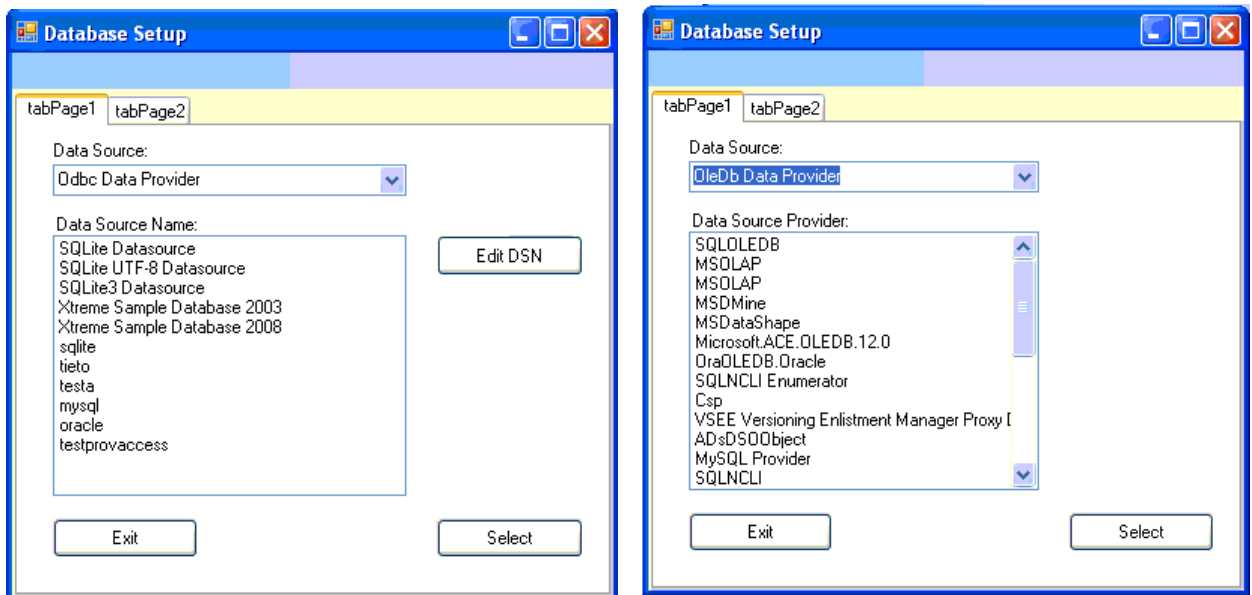 Database Setup
tabPage1 tabPage2
Data Source:
Odbc Data Provider
Data Source Name:
SQLite Datasource
SQLite UTF-8 Datasource
SQLite3 Datasource
Xtreme Sample Database 2003
Xtreme Sample Database 2008
sqlite
tieto
testa
mysql
oracle
testprovaccess
Edit DSN
Exit Select
Database Setup
tabPage1 tabPage2
Data Source:
OleDb Data Provider
Data Source Provider:
SQLOLEDB
MSOLAP
MSOLAP
MSDMine
MSDataShape
Microsoft.ACE.OLEDB.12.0
OraOLEDB.Oracle
SQLNCLI Enumerator
Csp
VSEE Versioning Enlistment Manager Proxy
ADsDSOObject
MySQL Provider
SQLNCLI
Exit Select